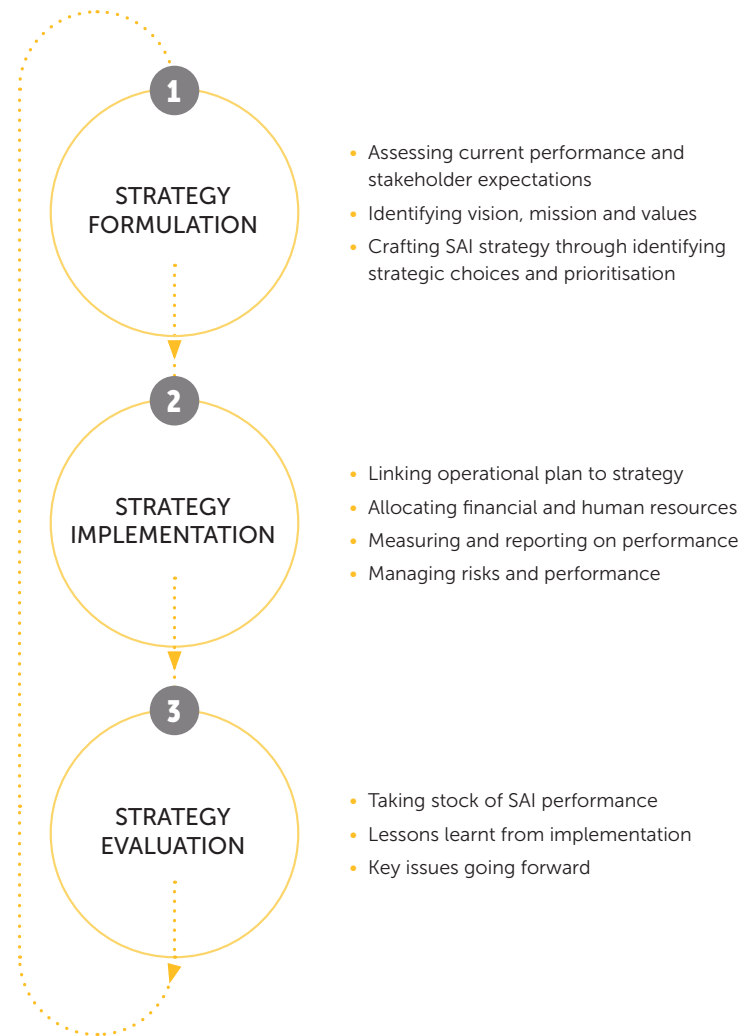 1
STRATEGY
FORMULATION
• Assessing current performance and
stakeholder expectations
• Identifying vision, mission and values
• Crafting SAI strategy through identifying
strategic choices and prioritisation
2
STRATEGY
IMPLEMENTATION
• Linking operational plan to strategy
• Allocating financial and human resources
• Measuring and reporting on performance
• Managing risks and performance
3
STRATEGY
EVALUATION
• Taking stock of SAI performance
• Lessons learnt from implementation
• Key issues going forward